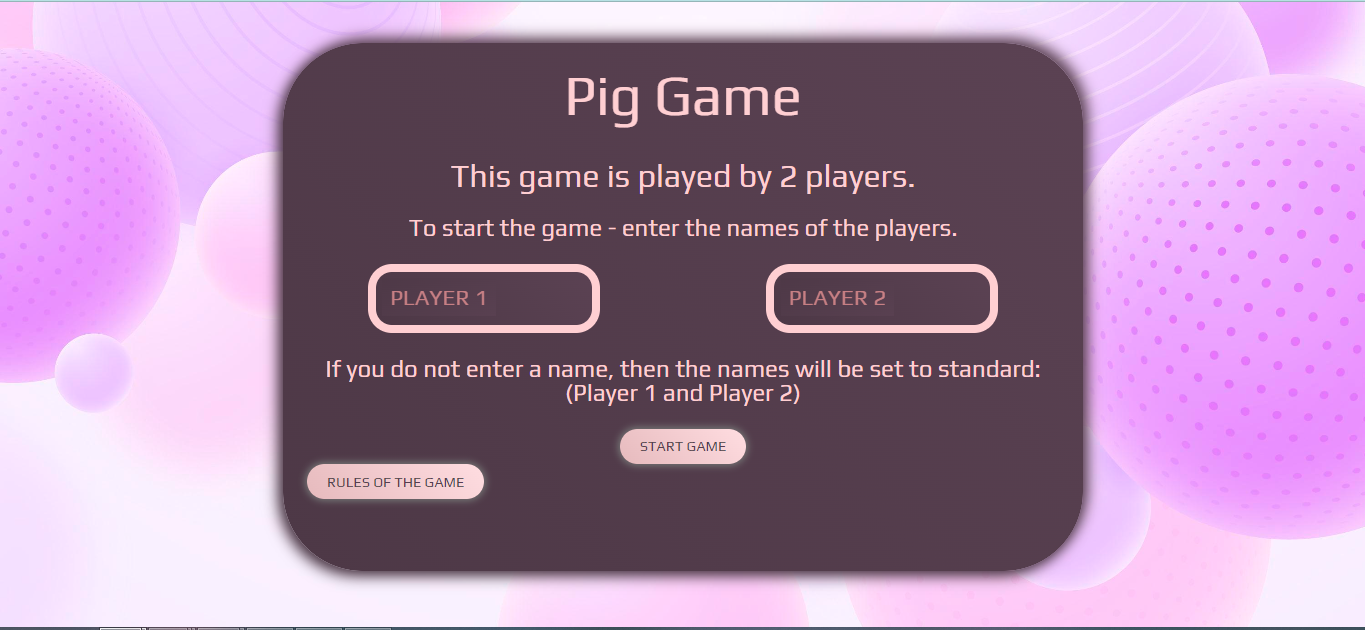 Pig Game
This game is played by 2 players.
To start the game - enter the names of the players.
PLAYER 1
PLAYER 2
If you do not enter a name, then the names will be set to standard:
(Player 1 and Player 2)
START GAME
RULES OF THE GAME